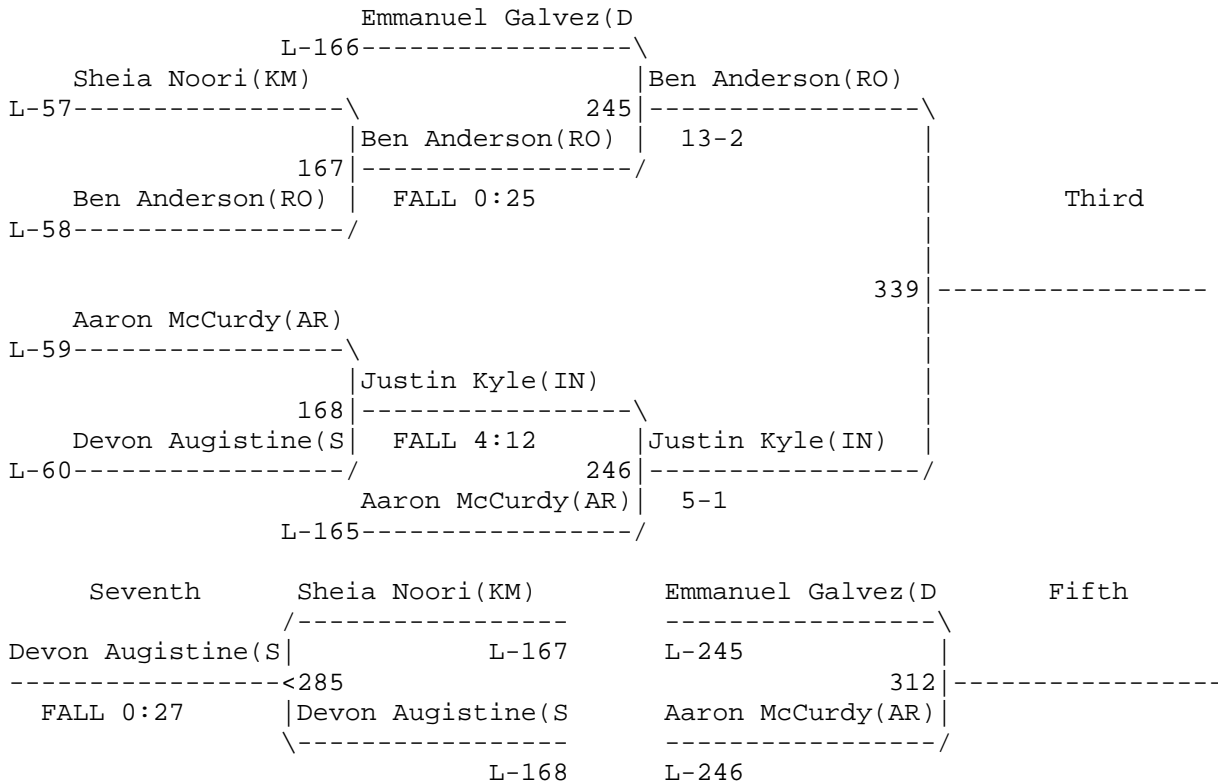 Emmanuel Galvez(D
L-166-----------------\
Sheia Noori(KM) |Ben Anderson(RO)
L-57-----------------\ 245|-----------------\
|Ben Anderson(RO) | 13-2 |
167|-----------------/ |
Ben Anderson(RO) | FALL 0:25 | Third
L-58-----------------/ |
|
339|-----------------
Aaron McCurdy(AR) |
L-59-----------------\ |
|Justin Kyle(IN) |
168|-----------------\ |
Devon Augistine(S| FALL 4:12 |Justin Kyle(IN) |
L-60-----------------/ 246|-----------------/
Aaron McCurdy(AR)| 5-1
L-165-----------------/
Seventh Sheia Noori(KM) Emmanuel Galvez(D Fifth
/----------------- -----------------\
Devon Augistine(S| L-167 L-245 |
-----------------<285 312|-----------------
FALL 0:27 |Devon Augistine(S Aaron McCurdy(AR)|
\----------------- -----------------/
L-168 L-246